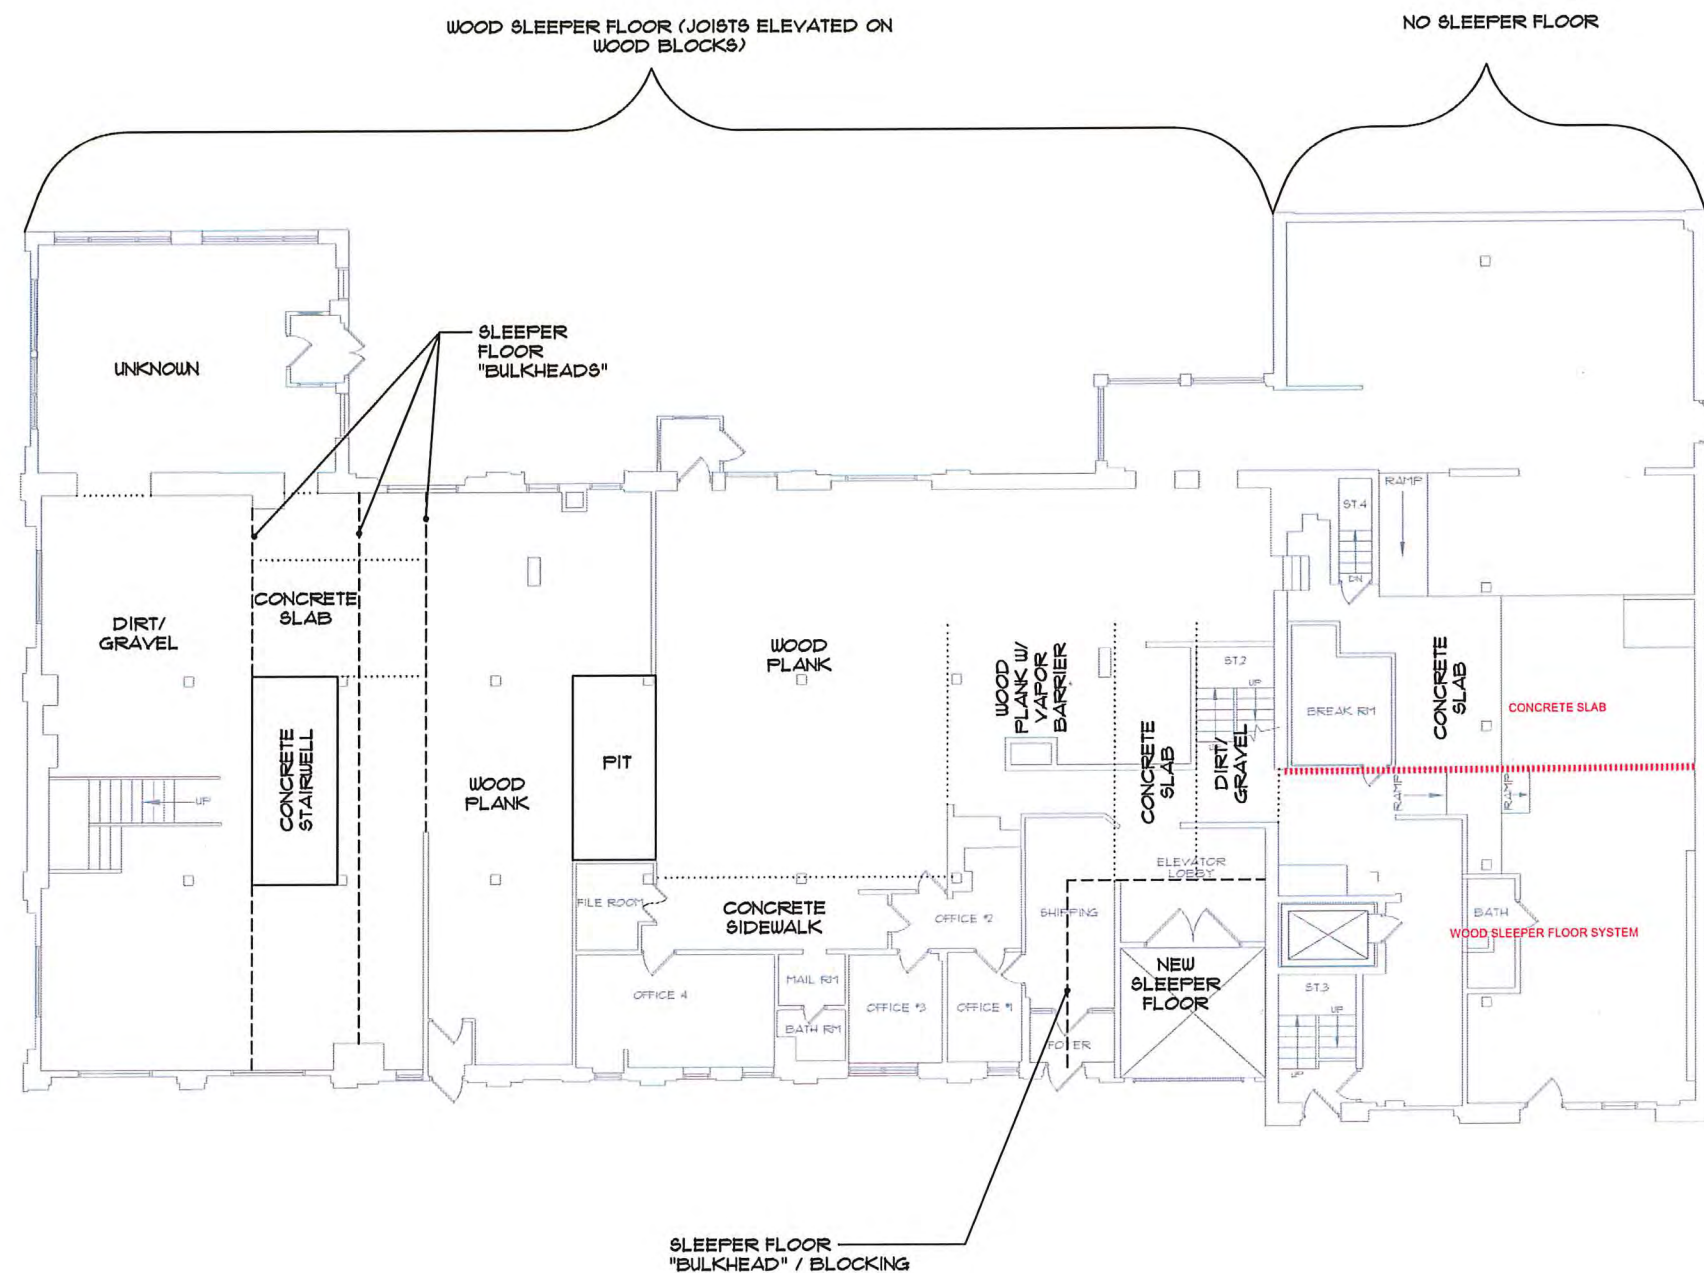 WOOD SLEEPER FLOOR (JOISTS ELEVATED ON
WOOD BLOCKS)
NO SLEEPER FLOOR
SLEEPER
FLOOR
"BULKHEADS"
UNKNOWN
RAMP
ST.4
DN
DIRT/
GRAVEL
CONCRETE
SLAB
WOOD
PLANK
WOOD
PLANK W/
VAPOR
BARRIER
ST.2
UP
UP
BREAK RM
CONCRETE
SLAB
CONCRETE SLAB
CONCRETE
STAIRWELL
PIT
WOOD
PLANK
UP
CONCRETE
SLAB
DIRT/
GRAVEL
RAMP
RAMP
ELEVATOR
LOBBY
FILE ROOM
CONCRETE
SIDEWALK
OFFICE #2
SHIPPING
BATH
WOOD SLEEPER FLOOR SYSTEM
OFFICE 4
MAIL RM
BATH RM
OFFICE #3
OFFICE #1
FOYER
NEW
SLEEPER
FLOOR
ST.3
UP
UP
SLEEPER FLOOR
"BULKHEAD" / BLOCKING